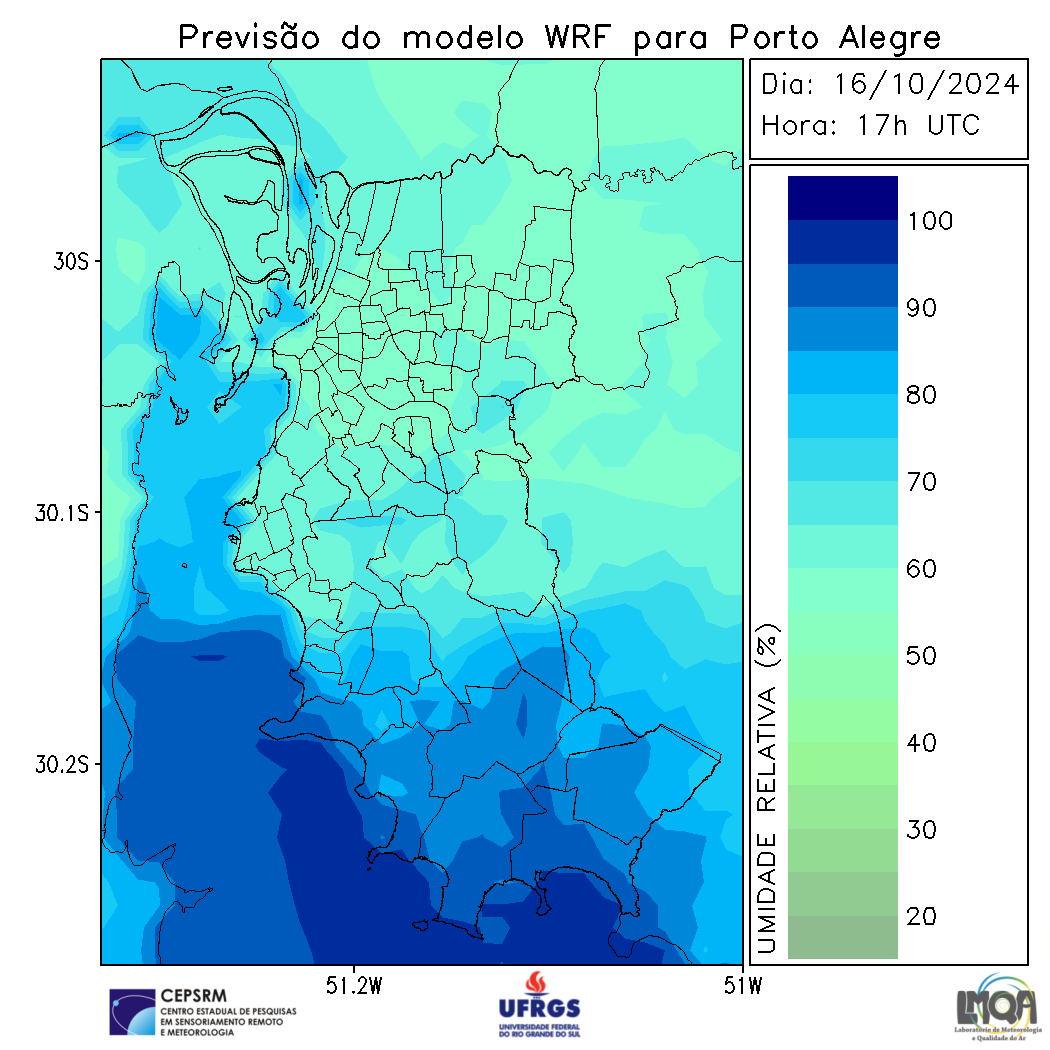 Previsão do modelo WRF para Porto Alegre
Dia: 16/10/2024
Hora: 17h UTC
30S
30.1S
30.2S
51.2W
51W
100
90
80
70
60
50
40
30
20
UMIDADE RELATIVA (%)
CEPSRM
CENTRO ESTADUAL DE PESQUISAS
EM SENSORIAMENTO REMOTO
E METEOROLOGIA
UFRGS
UNIVERSIDADE FEDERAL
DO RIO GRANDE DO SUL
LMQA
Laboratório de Meteorologia
e Qualidade do Ar